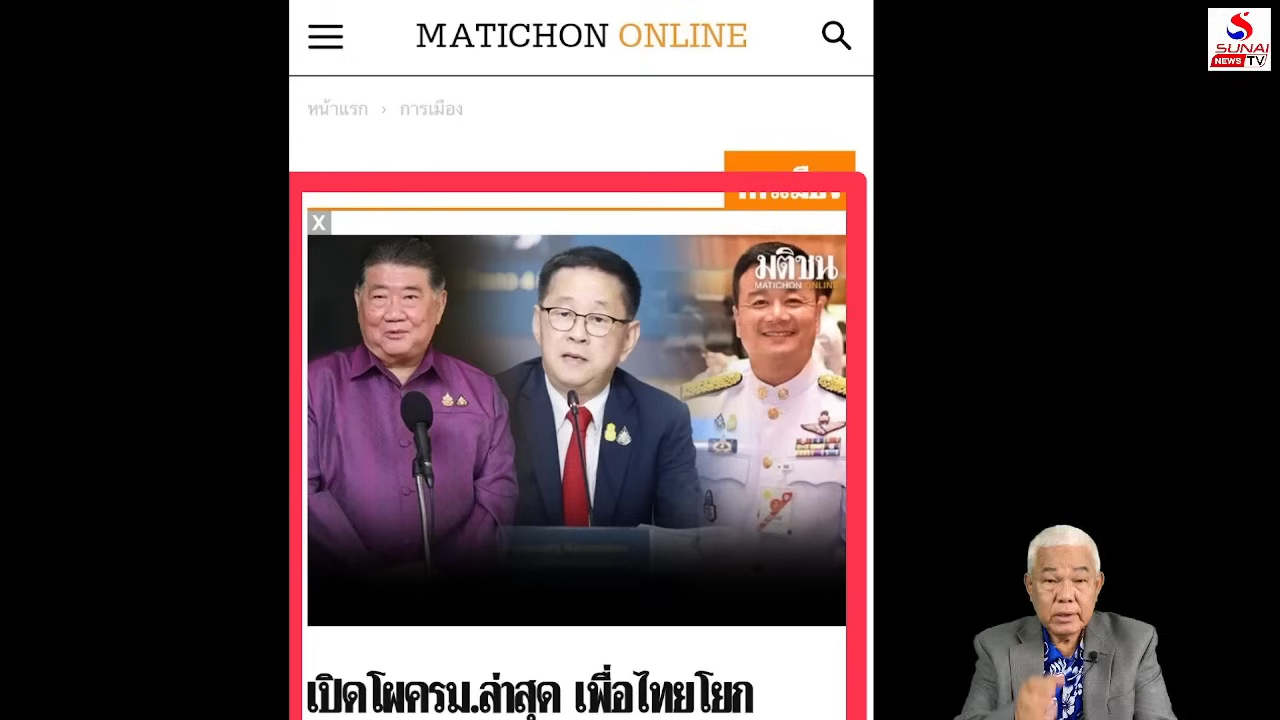 MATICHON ONLINE
SUNAI
NEWS TV
หน้าแรก › การเมือง
X
มติชน
MATICHON ONLINE
เปิดโผครม.ล่าสุด เพื่อไทยโยก